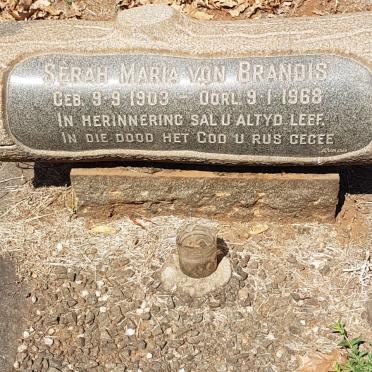 SERAH MARIA VON BRANDIS
GEB. 9-9 1903 - OORL. 9-1-1968
IN HERINNERING SAL U ALTYD LEEF.
IN DIE DOOD HET GOD U RUS GEGEE.